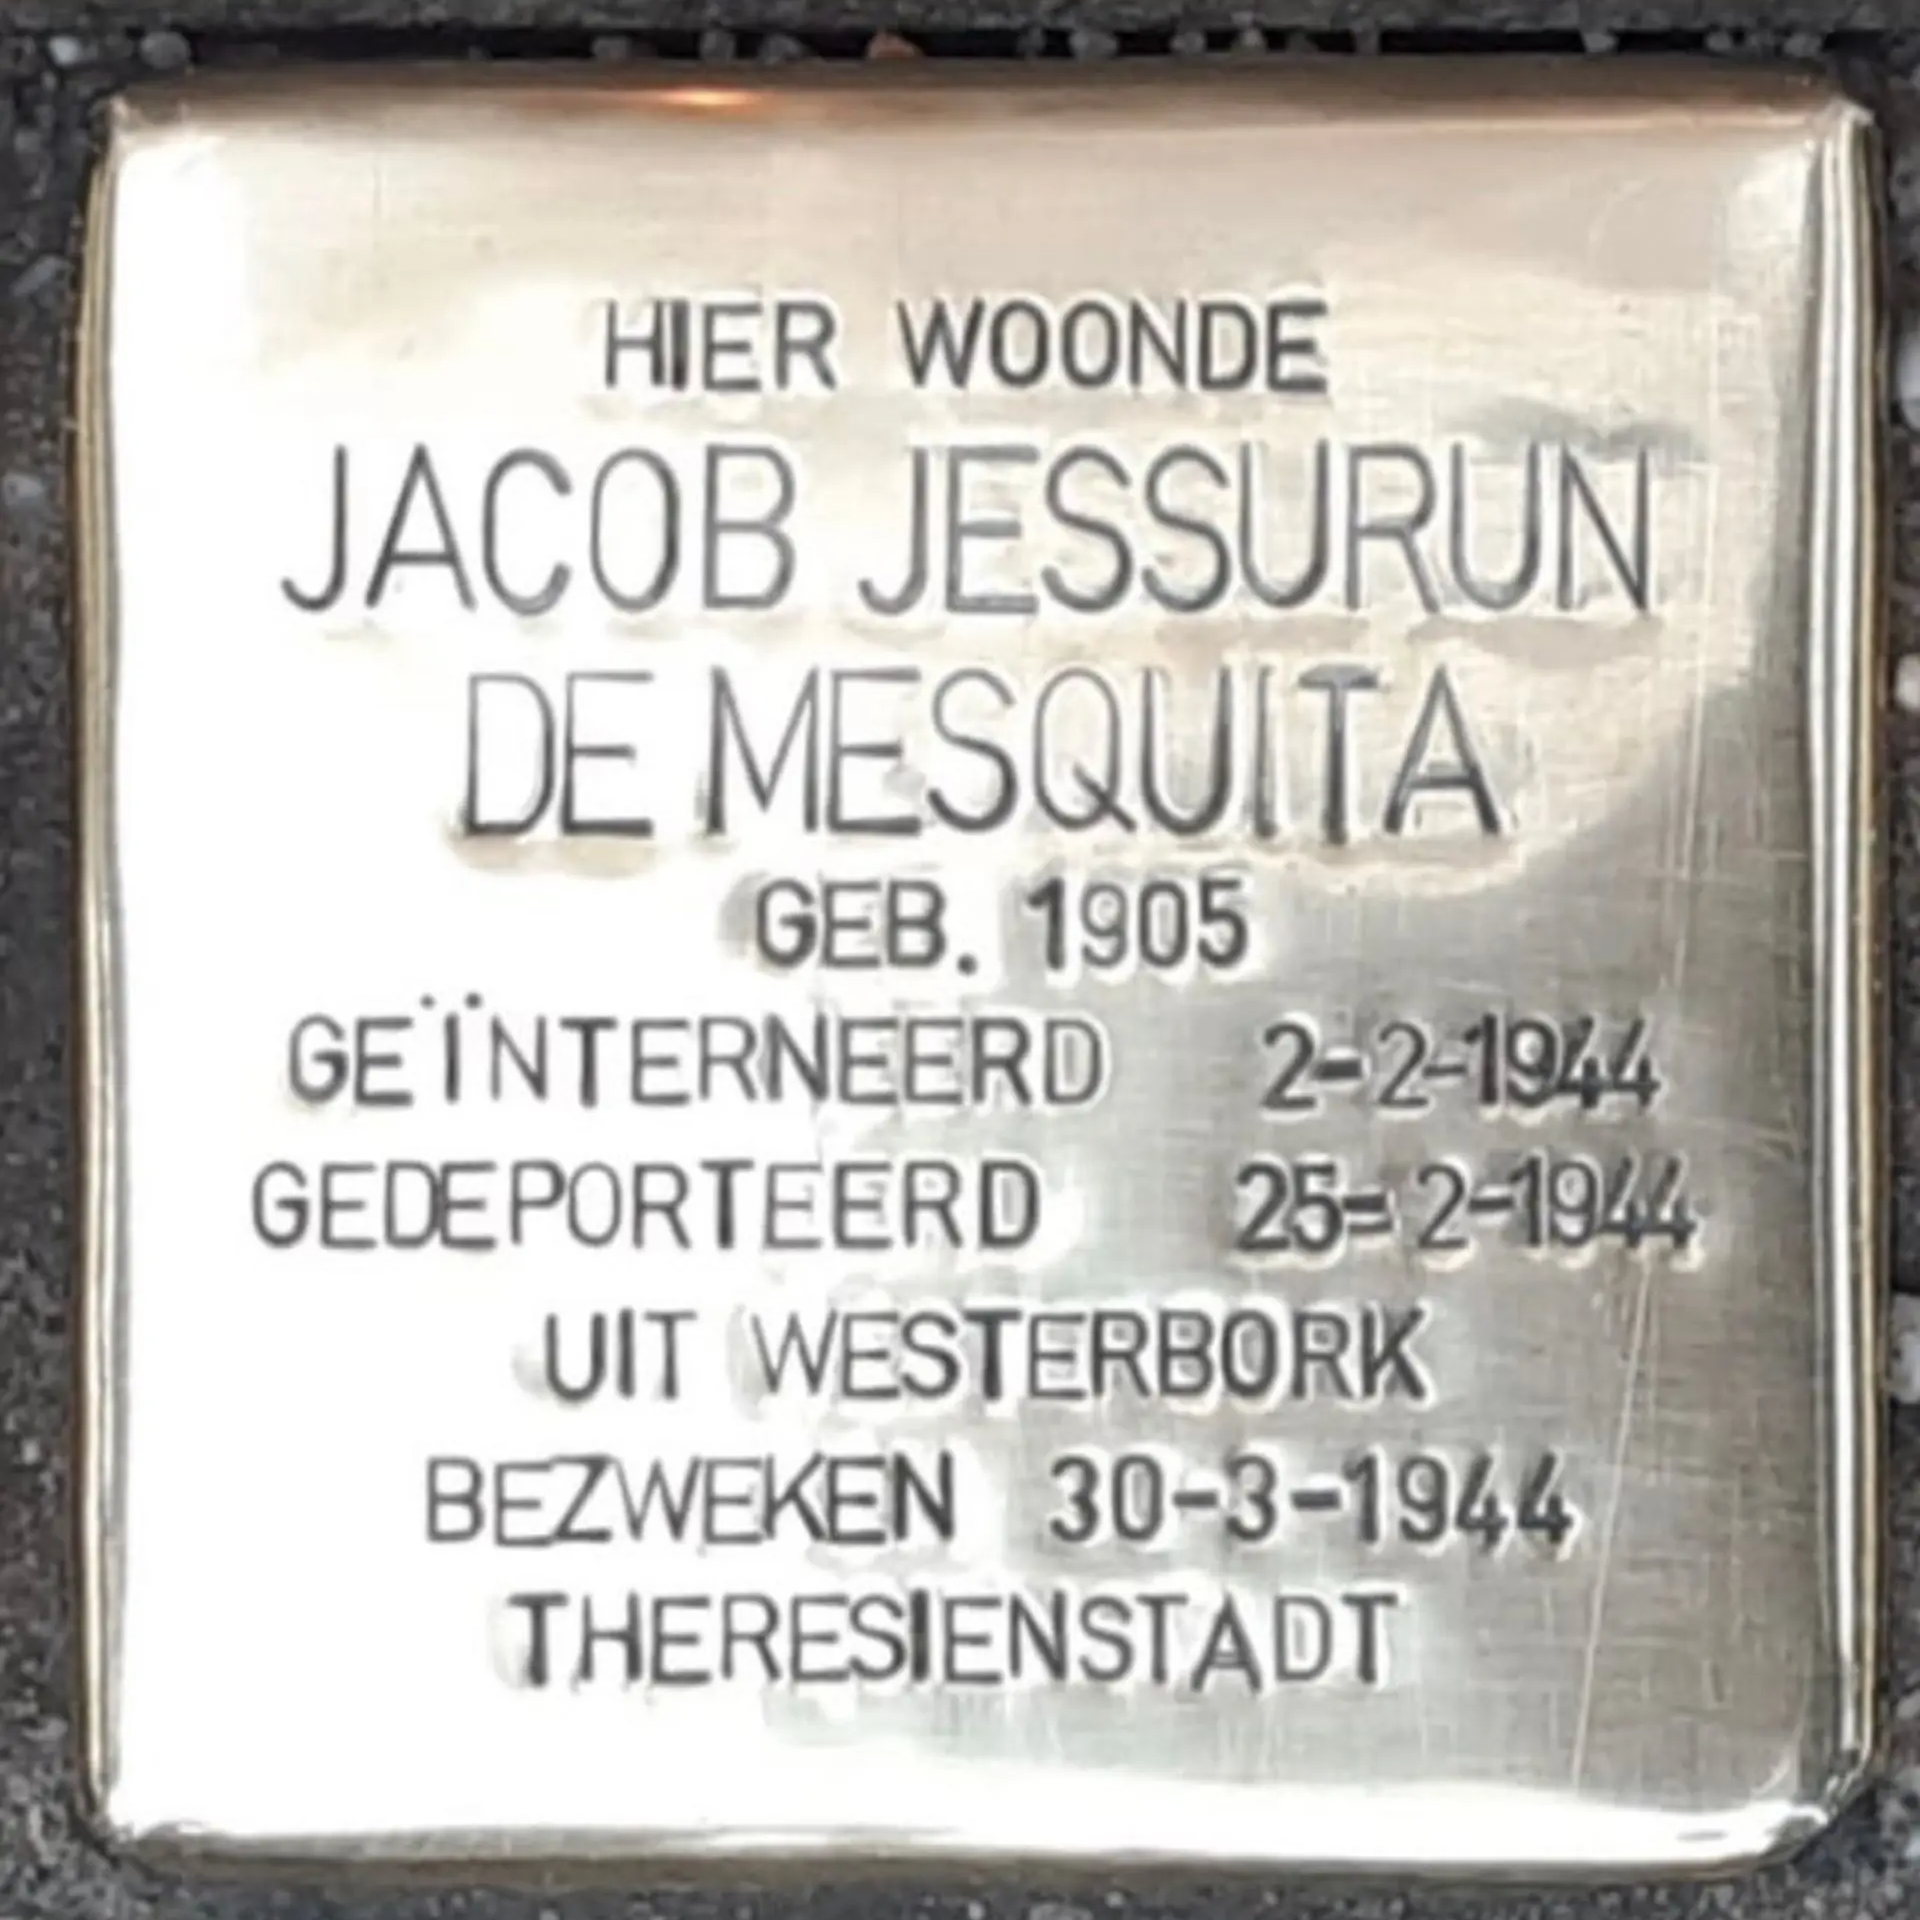 HIER WOONDE
JACOB JESSURUN
DE MESQUITA
GEB. 1905
GEÏNTERNEERD 2-2-1944
GEDEPORTEERD 25-2-1944
UIT WESTERBORK
BEZWEKEN 30-3-1944
THERESIENSTADT